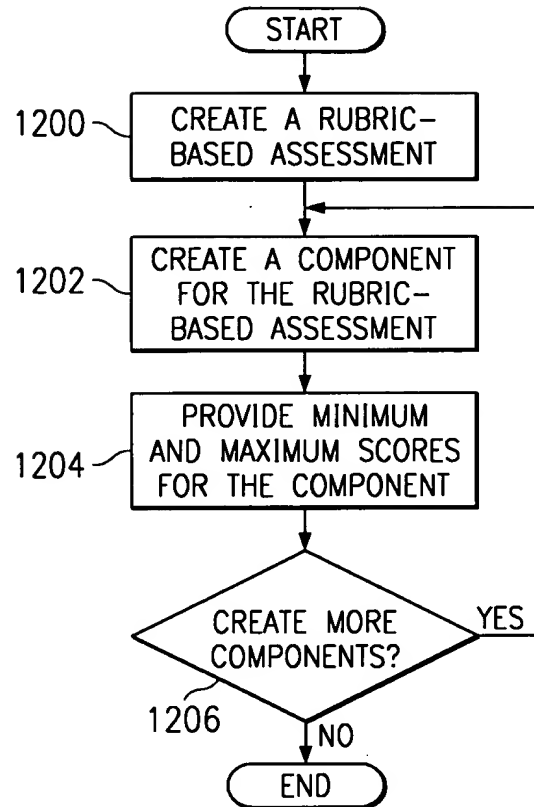 START
1200
CREATE A RUBRIC-
BASED ASSESSMENT
1202
CREATE A COMPONENT
FOR THE RUBRIC-
BASED ASSESSMENT
1204
PROVIDE MINIMUM
AND MAXIMUM SCORES
FOR THE COMPONENT
CREATE MORE
COMPONENTS?
YES
1206
NO
END